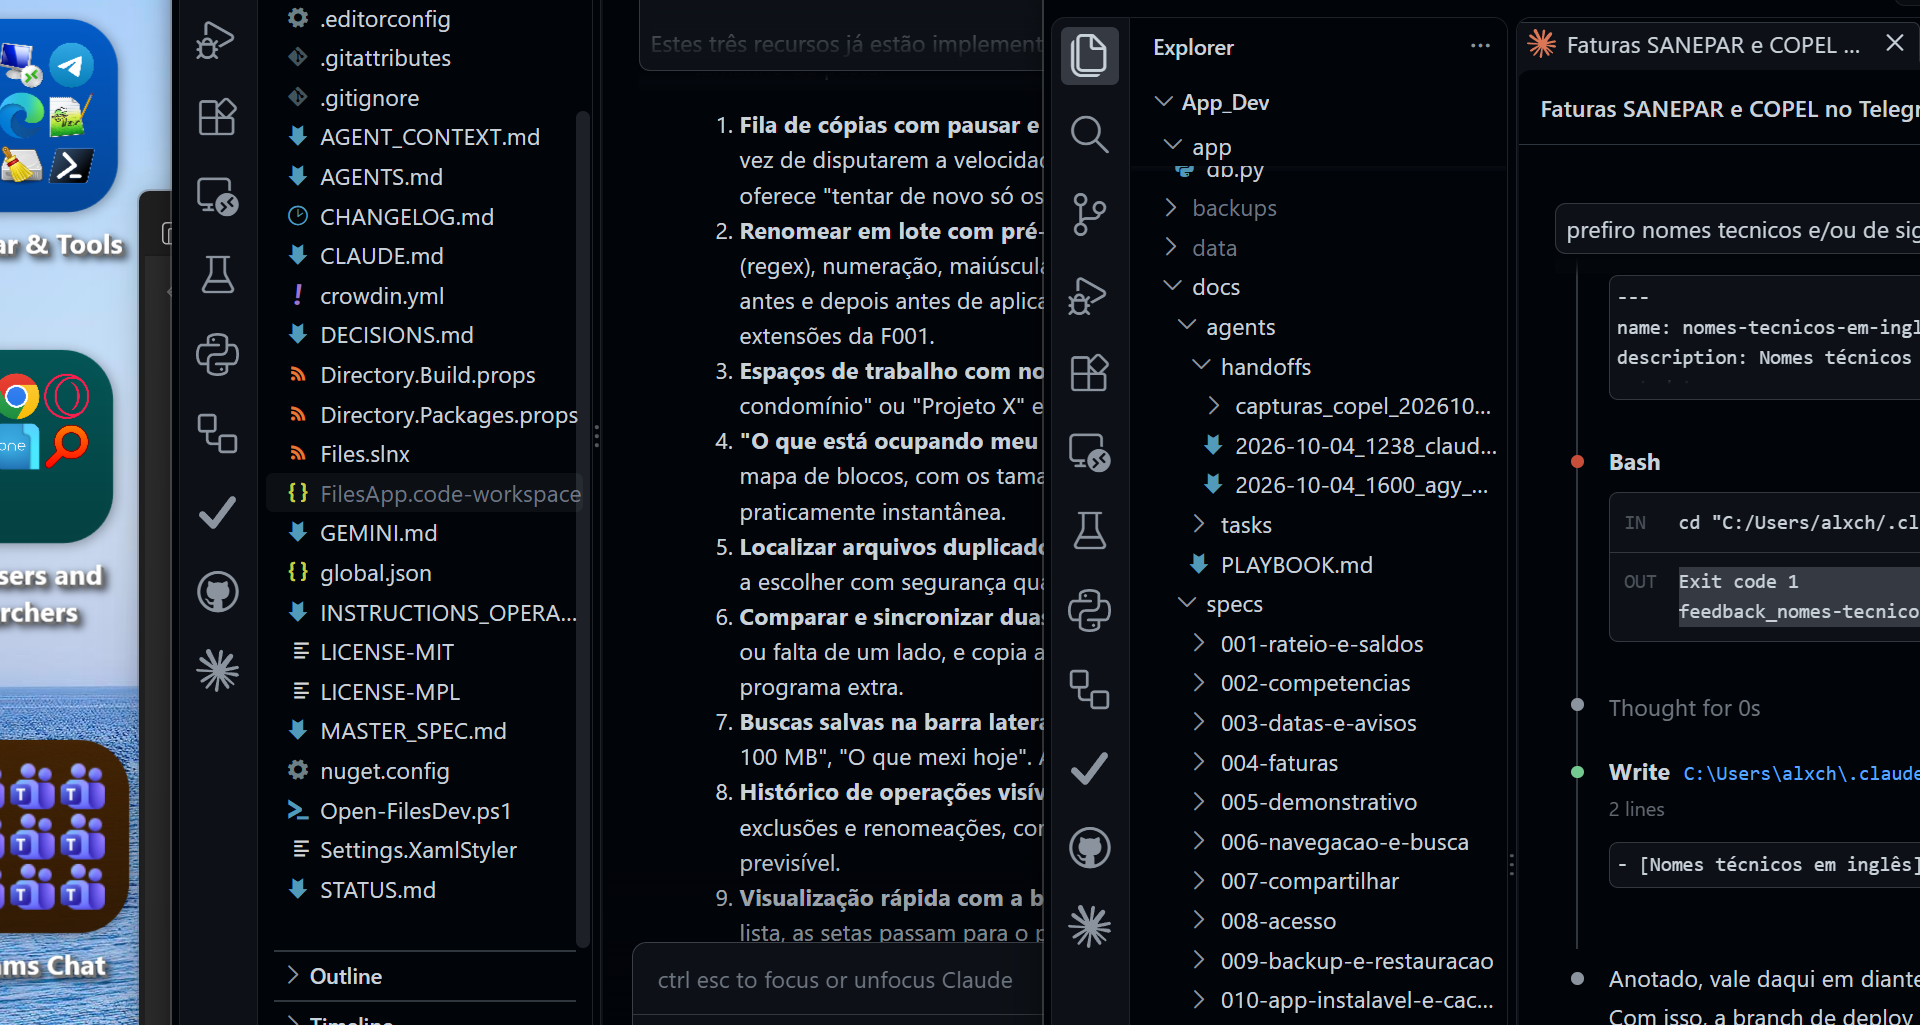 ar & Tools
sers and
rchers
ms Chat
one
.editorconfig
.gitattributes
.gitignore
AGENT_CONTEXT.md
AGENTS.md
CHANGELOG.md
CLAUDE.md
crowdin.yml
DECISIONS.md
Directory.Build.props
Directory.Packages.props
Files.slnx
FilesApp.code-workspace
GEMINI.md
global.json
INSTRUCTIONS_OPERA...
LICENSE-MIT
LICENSE-MPL
MASTER_SPEC.md
nuget.config
Open-FilesDev.ps1
Settings.XamlStyler
STATUS.md
Outline
Timeline
Estes três recursos já estão implement
1. Fila de cópias com pausar e
vez de disputarem a velocidad
oferece "tentar de novo só os
2. Renomear em lote com pré-
(regex), numeração, maiúscula
antes e depois antes de aplica
extensões da F001.
3. Espaços de trabalho com no
condomínio" ou "Projeto X" e
4. "O que está ocupando meu
mapa de blocos, com os tama
praticamente instantânea.
5. Localizar arquivos duplicado
a escolher com segurança qua
6. Comparar e sincronizar duas
ou falta de um lado, e copia a
programa extra.
7. Buscas salvas na barra latera
100 MB", "O que mexi hoje".
8. Histórico de operações visív
exclusões e renomeações, cor
previsível.
9. Visualização rápida com a b
lista, as setas passam para o p
ctrl esc to focus or unfocus Claude
Explorer
App_Dev
app
db.py
backups
data
docs
agents
handoffs
capturas_copel_202610...
2026-10-04_1238_claud...
2026-10-04_1600_agy_...
tasks
PLAYBOOK.md
specs
001-rateio-e-saldos
002-competencias
003-datas-e-avisos
004-faturas
005-demonstrativo
006-navegacao-e-busca
007-compartilhar
008-acesso
009-backup-e-restauracao
010-app-instalavel-e-cac...
Faturas SANEPAR e COPEL ...
Faturas SANEPAR e COPEL no Telegr
prefiro nomes tecnicos e/ou de sig
---
name: nomes-tecnicos-em-ingl
description: Nomes técnicos
Bash
IN cd "C:/Users/alxch/.cl
OUT Exit code 1
feedback_nomes-tecnico
Thought for 0s
Write C:\Users\alxch\.claude
2 lines
- [Nomes técnicos em inglês]
Anotado, vale daqui em diante
Com isso, a branch de deploy